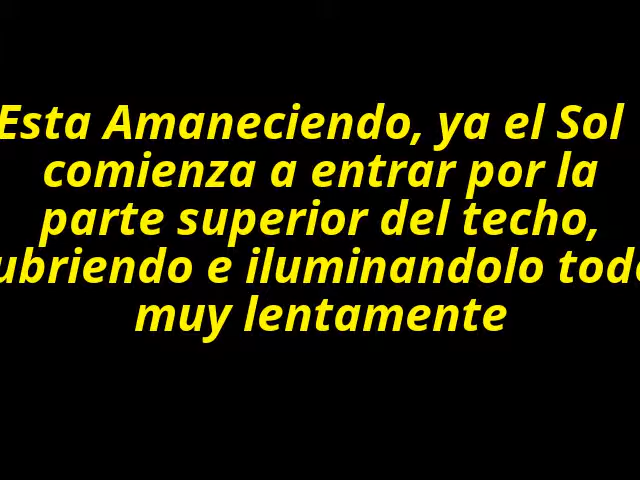 Esta Amaneciendo, ya el Sol
comienza a entrar por la
parte superior del techo,
ubriendo e iluminandolo todo
muy lentamente